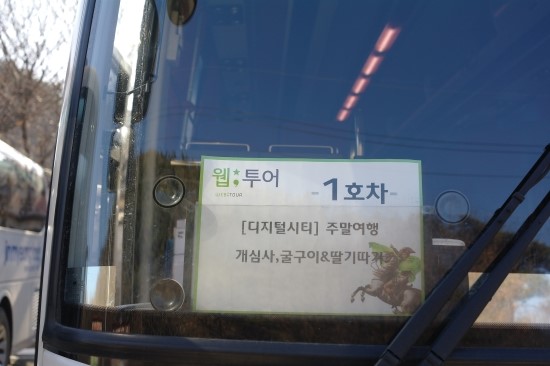 웹:투어
WEBTOUR
-1호차-
[디지털시티] 주말여행
개심사,굴구이&딸기따기